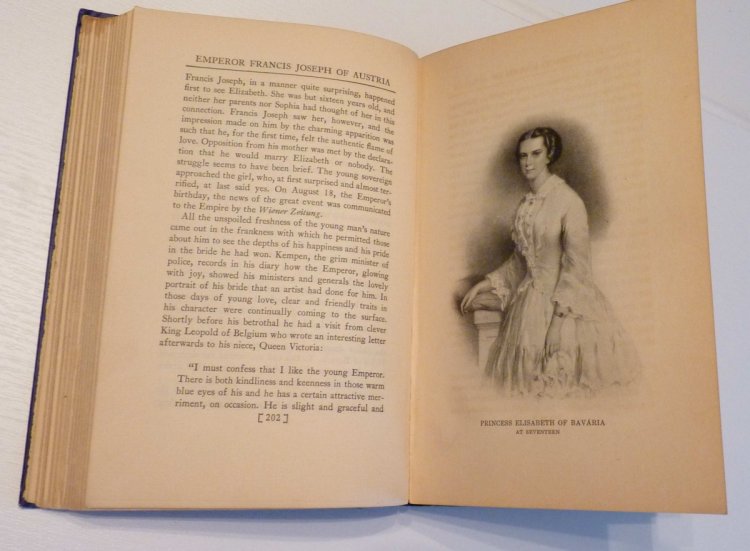 EMPEROR FRANCIS JOSEPH OF AUSTRIA
Francis Joseph, in a manner quite surprising, happened
first to see Elizabeth. She was but sixteen years old, and
neither her parents nor Sophia had thought of her in this
connection. Francis Joseph saw her, however, and the
impression made on him by the charming apparition was
such that he, for the first time, felt the authentic flame of
love. Opposition from his mother was met by the declara-
tion that he would marry Elizabeth or nobody. The
struggle seems to have been brief. The young sovereign
approached the girl, who, at first surprised and almost ter-
rified, at last said yes. On August 18, the Emperor's
birthday, the news of the great event was communicated
to the Empire by the Wiener Zeitung.
All the unspoiled freshness of the young man's nature
came out in the frankness with which he permitted those
about him to see the depths of his happiness and his pride
in the bride he had won. Kempen, the grim minister of
police, records in his diary how the Emperor, glowing
with joy, showed his ministers and generals the lovely
portrait of his bride that an artist had done for him. In
those days of young love, clear and friendly traits in
his character were continually coming to the surface.
Shortly before his betrothal he had a visit from clever
King Leopold of Belgium who wrote an interesting letter
afterwards to his niece, Queen Victoria:
"I must confess that I like the young Emperor.
There is both kindliness and keenness in those warm
blue eyes of his and he has a certain attractive mer-
riment, on occasion. He is slight and graceful and
[ 202 ]
PRINCESS ELISABETH OF BAVARIA
AT SEVENTEEN